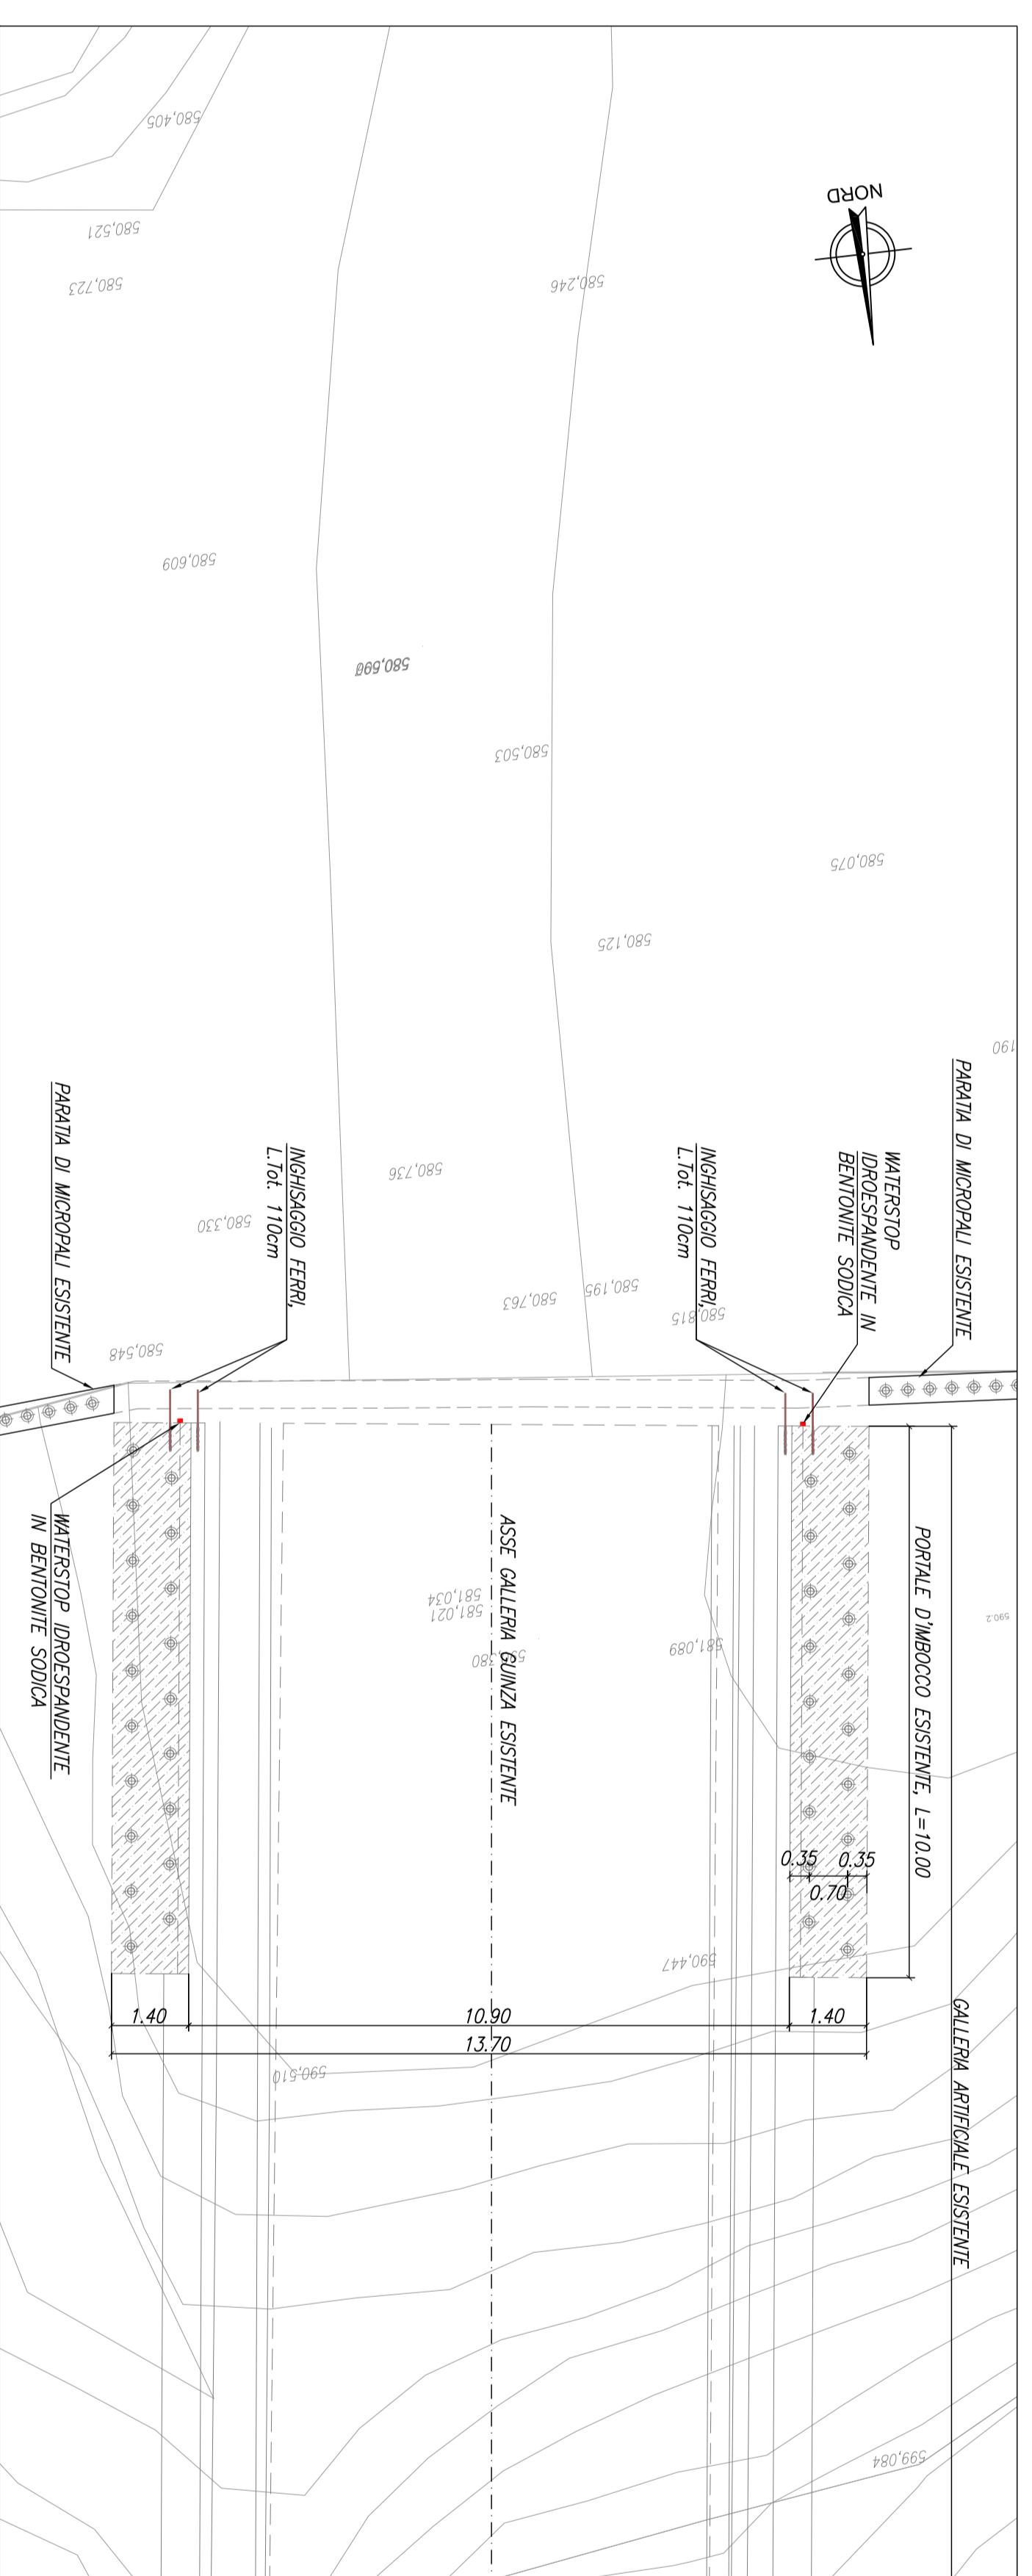 580,405
580,521
580,723
NORD
580,246
580,609
580,503
580,075
580,125
190
PARATIA DI MICROPALI ESISTENTE
WATERSTOP
IDROESPANDENTE IN
BENTONITE SODICA
INGHISAGGIO FERRI,
L.Tot. 110cm
INGHISAGGIO FERRI,
L.Tot. 110cm
PARATIA DI MICROPALI ESISTENTE
580,736
580,330
580,195
580,763
580,815
580,548
PORTALE D'IMBOCCO ESISTENTE, L=10.00
ASSE GALLERIA GUINZA ESISTENTE
WATERSTOP IDROESPANDENTE
IN BENTONITE SODICA
581,034
581,021
581,089
590.2
0.35
0.35
0.70
590,447
GALLERIA ARTIFICIALE ESISTENTE
1.40
10.90
1.40
13.70
590,510
599,084